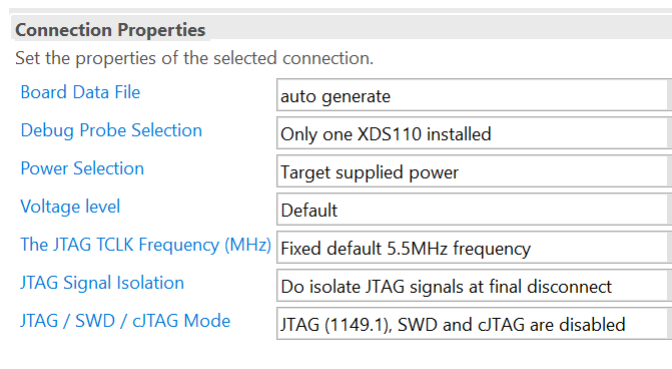 Connection Properties
Set the properties of the selected connection.
Board Data File auto generate
Debug Probe Selection Only one XDS110 installed
Power Selection Target supplied power
Voltage level Default
The JTAG TCLK Frequency (MHz) Fixed default 5.5MHz frequency
JTAG Signal Isolation Do isolate JTAG signals at final disconnect
JTAG / SWD / cJTAG Mode JTAG (1149.1), SWD and cJTAG are disabled